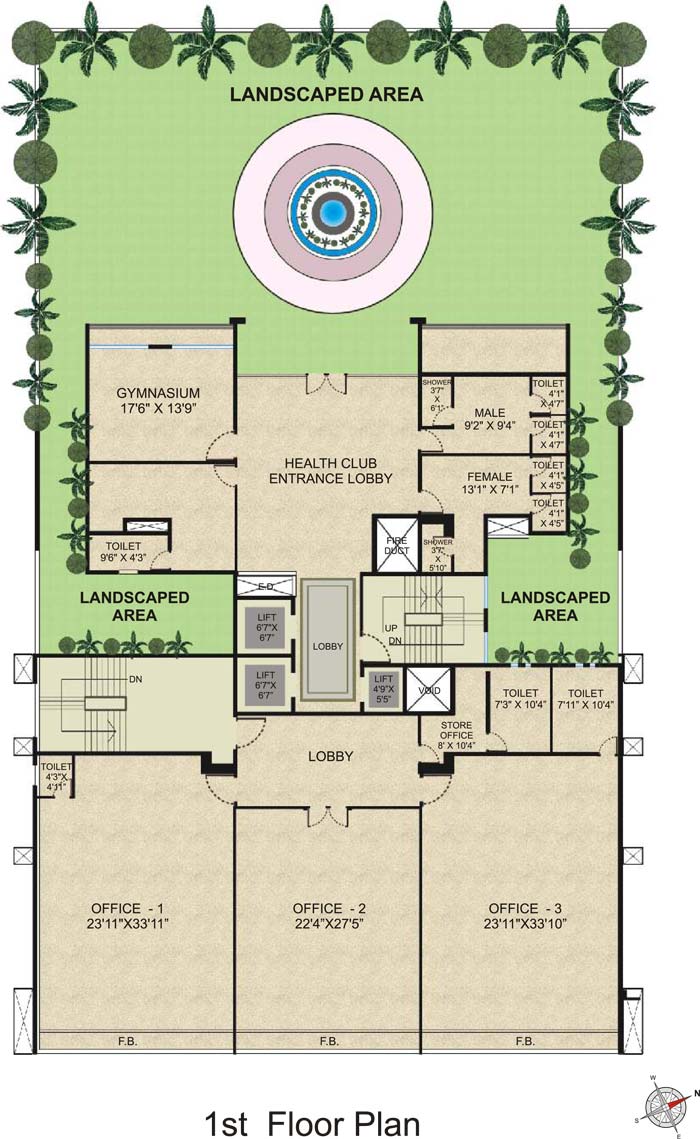 LANDSCAPED AREA
GYMNASIUM
17'6" X 13'9"
SHOWER
3'7"
X
6'1"
MALE
9'2" X 9'4"
TOILET
4'1"
X 4'7"
TOILET
4'1"
X 4'7"
HEALTH CLUB
ENTRANCE LOBBY
FEMALE
13'1" X 7'1"
TOILET
4'1"
X 4'5"
TOILET
4'1"
X 4'5"
TOILET
9'6" X 4'3"
FIRE
DUCT
SHOWER
3'7"
X
5'10"
E.D
LANDSCAPED
AREA
LANDSCAPED
AREA
LIFT
6'7"X
6'7"
LOBBY
UP
DN
LIFT
6'7"X
6'7"
LIFT
4'9"X
5'5"
VOID
DN
TOILET
7'3" X 10'4"
TOILET
7'11" X 10'4"
STORE
OFFICE
8' X 10'4"
LOBBY
TOILET
4'3"X
4'11"
OFFICE - 1
23'11"X33'11"
OFFICE - 2
22'4"X27'5"
OFFICE - 3
23'11"X33'10"
F.B.
F.B.
F.B.
W
N
S
E
1st Floor Plan